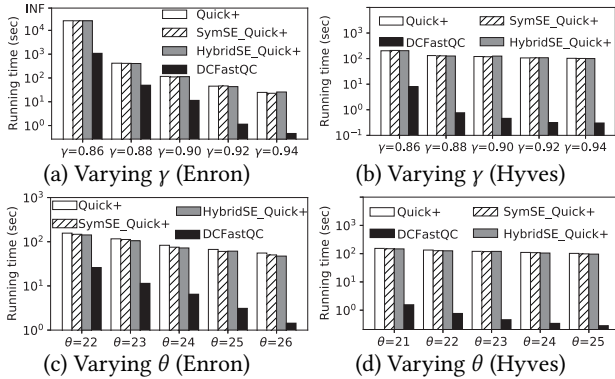 Quick+
SymSE_Quick+
HybridSE_Quick+
DCFastQC
Running time (sec)
INF
10^4
10^3
10^2
10^1
10^0
γ=0.86 γ=0.88 γ=0.90 γ=0.92 γ=0.94
(a) Varying γ (Enron)
Quick+ SymSE_Quick+
DCFastQC HybridSE_Quick+
Running time (sec)
10^3
10^2
10^1
10^0
10^-1
γ=0.86 γ=0.88 γ=0.90 γ=0.92 γ=0.94
(b) Varying γ (Hyves)
Quick+ HybridSE_Quick+
SymSE_Quick+ DCFastQC
Running time (sec)
10^3
10^2
10^1
10^0
θ=22 θ=23 θ=24 θ=25 θ=26
(c) Varying θ (Enron)
Quick+ SymSE_Quick+
DCFastQC HybridSE_Quick+
Running time (sec)
10^2
10^1
10^0
θ=21 θ=22 θ=23 θ=24 θ=25
(d) Varying θ (Hyves)